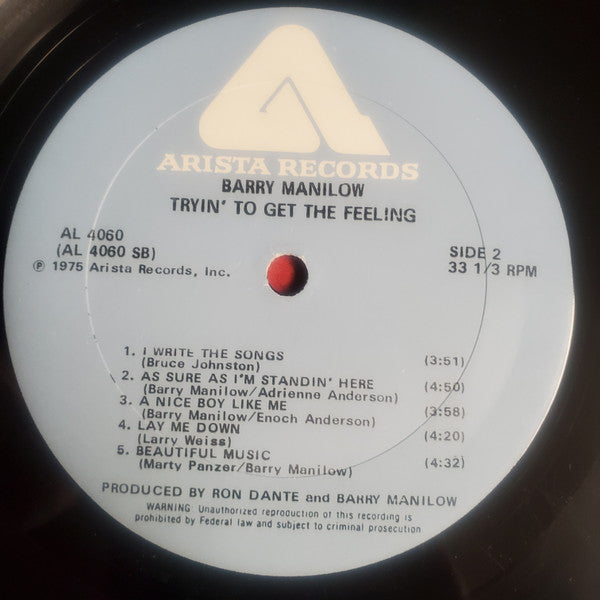 ARISTA RECORDS
BARRY MANILOW
TRYIN' TO GET THE FEELING
AL 4060
(AL 4060 SB)
℗ 1975 Arista Records, Inc.
SIDE 2
33 1/3 RPM
1. I WRITE THE SONGS
(Bruce Johnston) (3:51)
2. AS SURE AS I'M STANDIN' HERE
(Barry Manilow/Adrienne Anderson) (4:50)
3. A NICE BOY LIKE ME
(Barry Manilow/Enoch Anderson) (3:58)
4. LAY ME DOWN
(Larry Weiss) (4:20)
5. BEAUTIFUL MUSIC
(Marty Panzer/Barry Manilow) (4:32)
PRODUCED BY RON DANTE and BARRY MANILOW
WARNING: Unauthorized reproduction of this recording is
prohibited by Federal law and subject to criminal prosecution